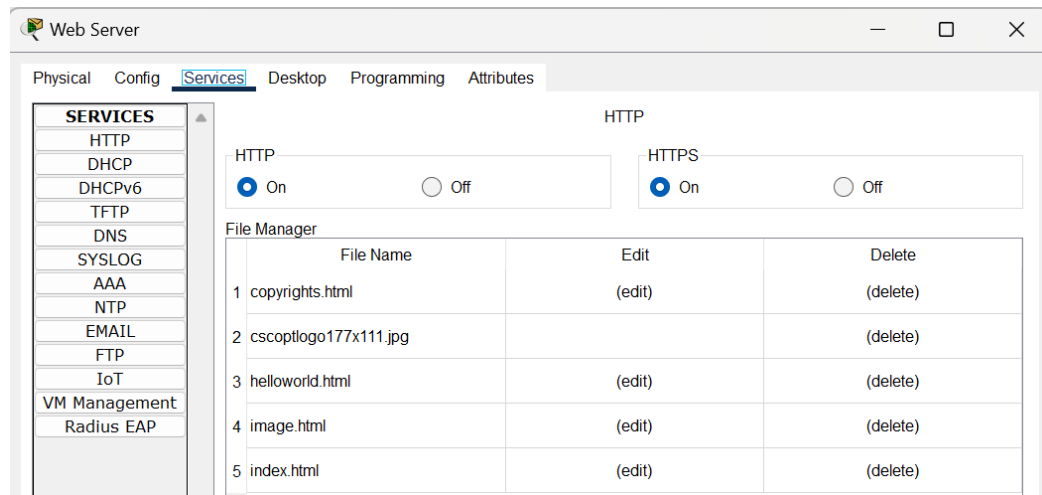 Web Server
Physical Config Services Desktop Programming Attributes
SERVICES
HTTP
DHCP
DHCPv6
TFTP
DNS
SYSLOG
AAA
NTP
EMAIL
FTP
IoT
VM Management
Radius EAP
HTTP
HTTP
On Off
HTTPS
On Off
File Manager
File Name Edit Delete
1 copyrights.html (edit) (delete)
2 cscoptlogo177x111.jpg (delete)
3 helloworld.html (edit) (delete)
4 image.html (edit) (delete)
5 index.html (edit) (delete)